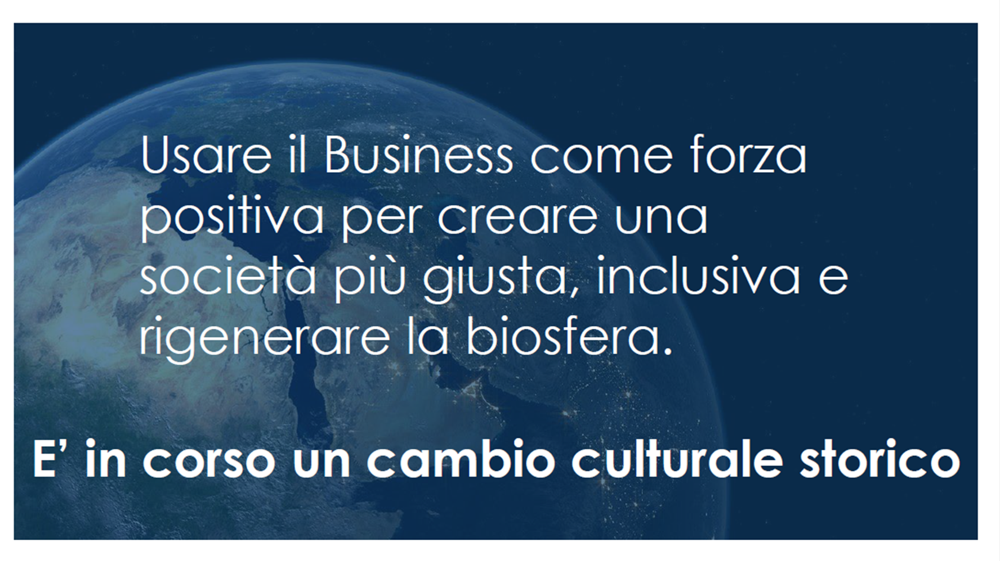 Usare il Business come forza
positiva per creare una
società più giusta, inclusiva e
rigenerare la biosfera.
E’ in corso un cambio culturale storico